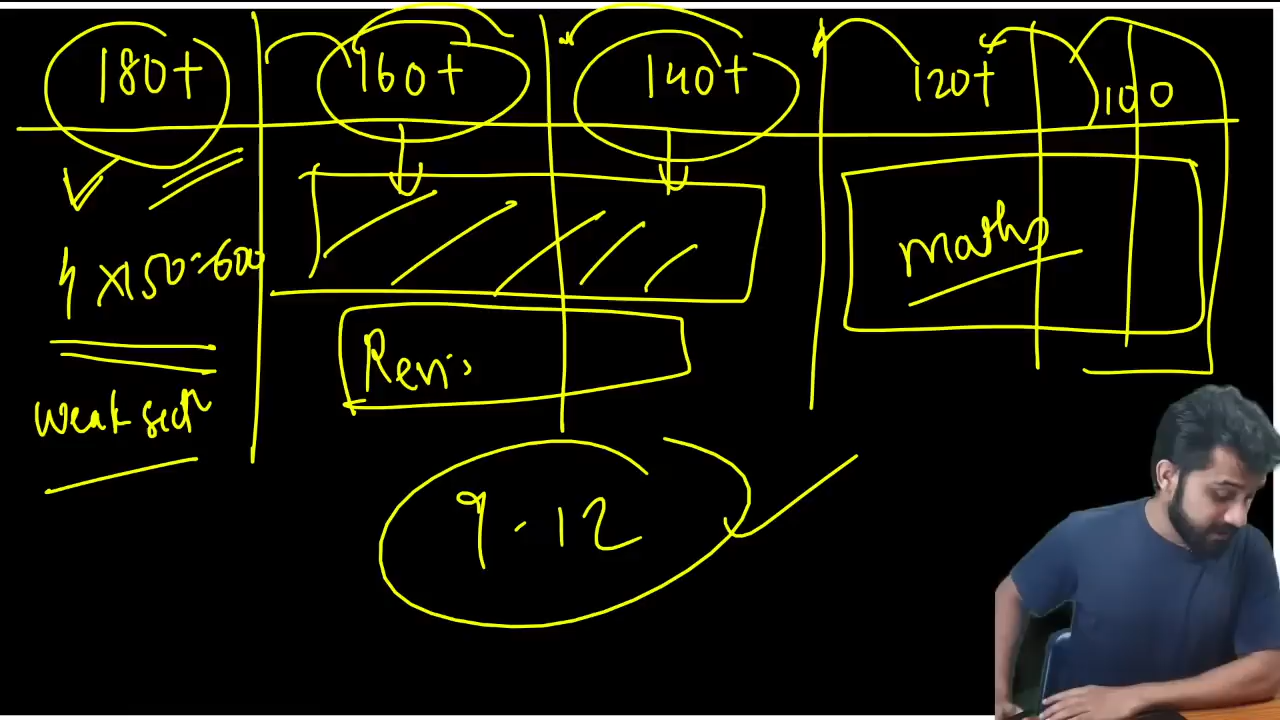 180+ 160+ 140+ 120+ 100
maths
4 x 150 = 600
Revi
weak sectn
9 - 12